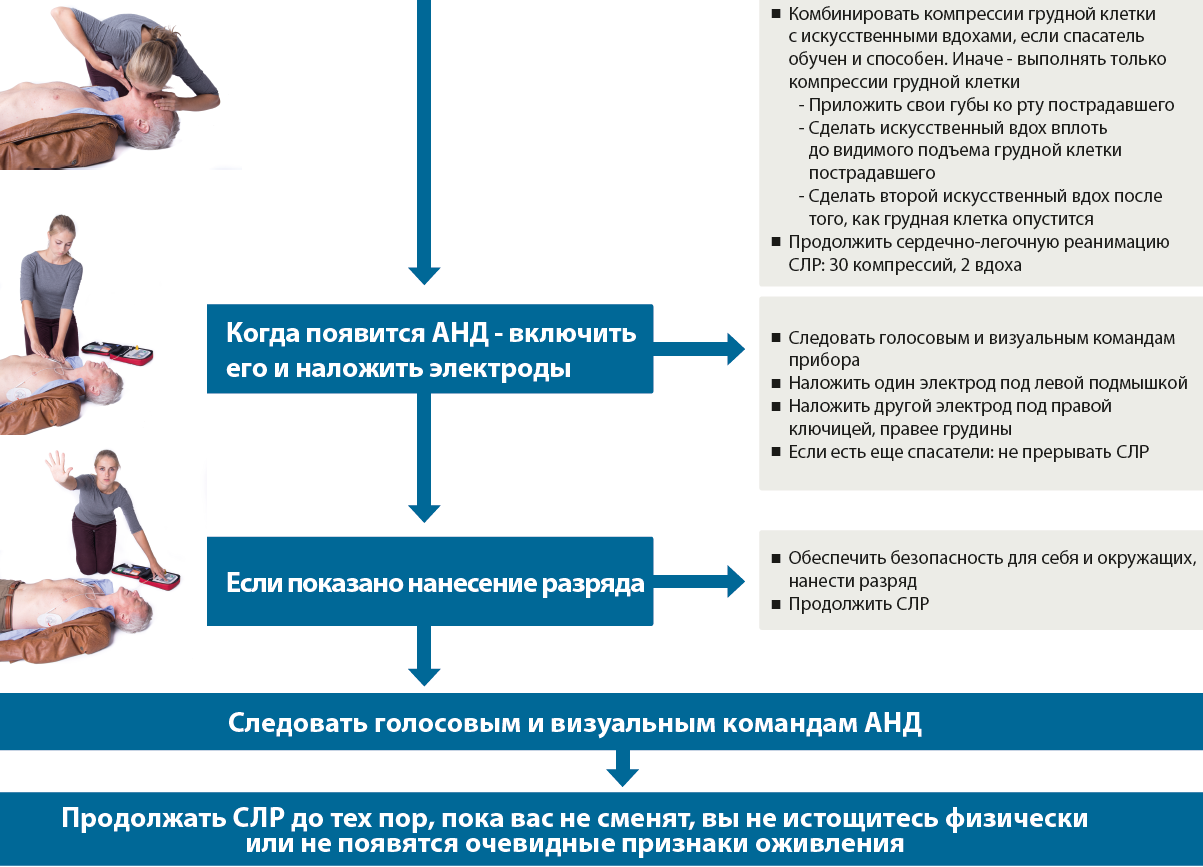 ■ Комбинировать компрессии грудной клетки
с искусственными вдохами, если спасатель
обучен и способен. Иначе - выполнять только
компрессии грудной клетки
- Приложить свои губы ко рту пострадавшего
- Сделать искусственный вдох вплоть
до видимого подъема грудной клетки
пострадавшего
- Сделать второй искусственный вдох после
того, как грудная клетка опустится
■ Продолжить сердечно-легочную реанимацию
СЛР: 30 компрессий, 2 вдоха
Когда появится АНД - включить
его и наложить электроды
■ Следовать голосовым и визуальным командам
прибора
■ Наложить один электрод под левой подмышкой
■ Наложить другой электрод под правой
ключицей, правее грудины
■ Если есть еще спасатели: не прерывать СЛР
Если показано нанесение разряда
■ Обеспечить безопасность для себя и окружащих,
нанести разряд
■ Продолжить СЛР
Следовать голосовым и визуальным командам АНД
Продолжать СЛР до тех пор, пока вас не сменят, вы не истощитесь физически
или не появятся очевидные признаки оживления